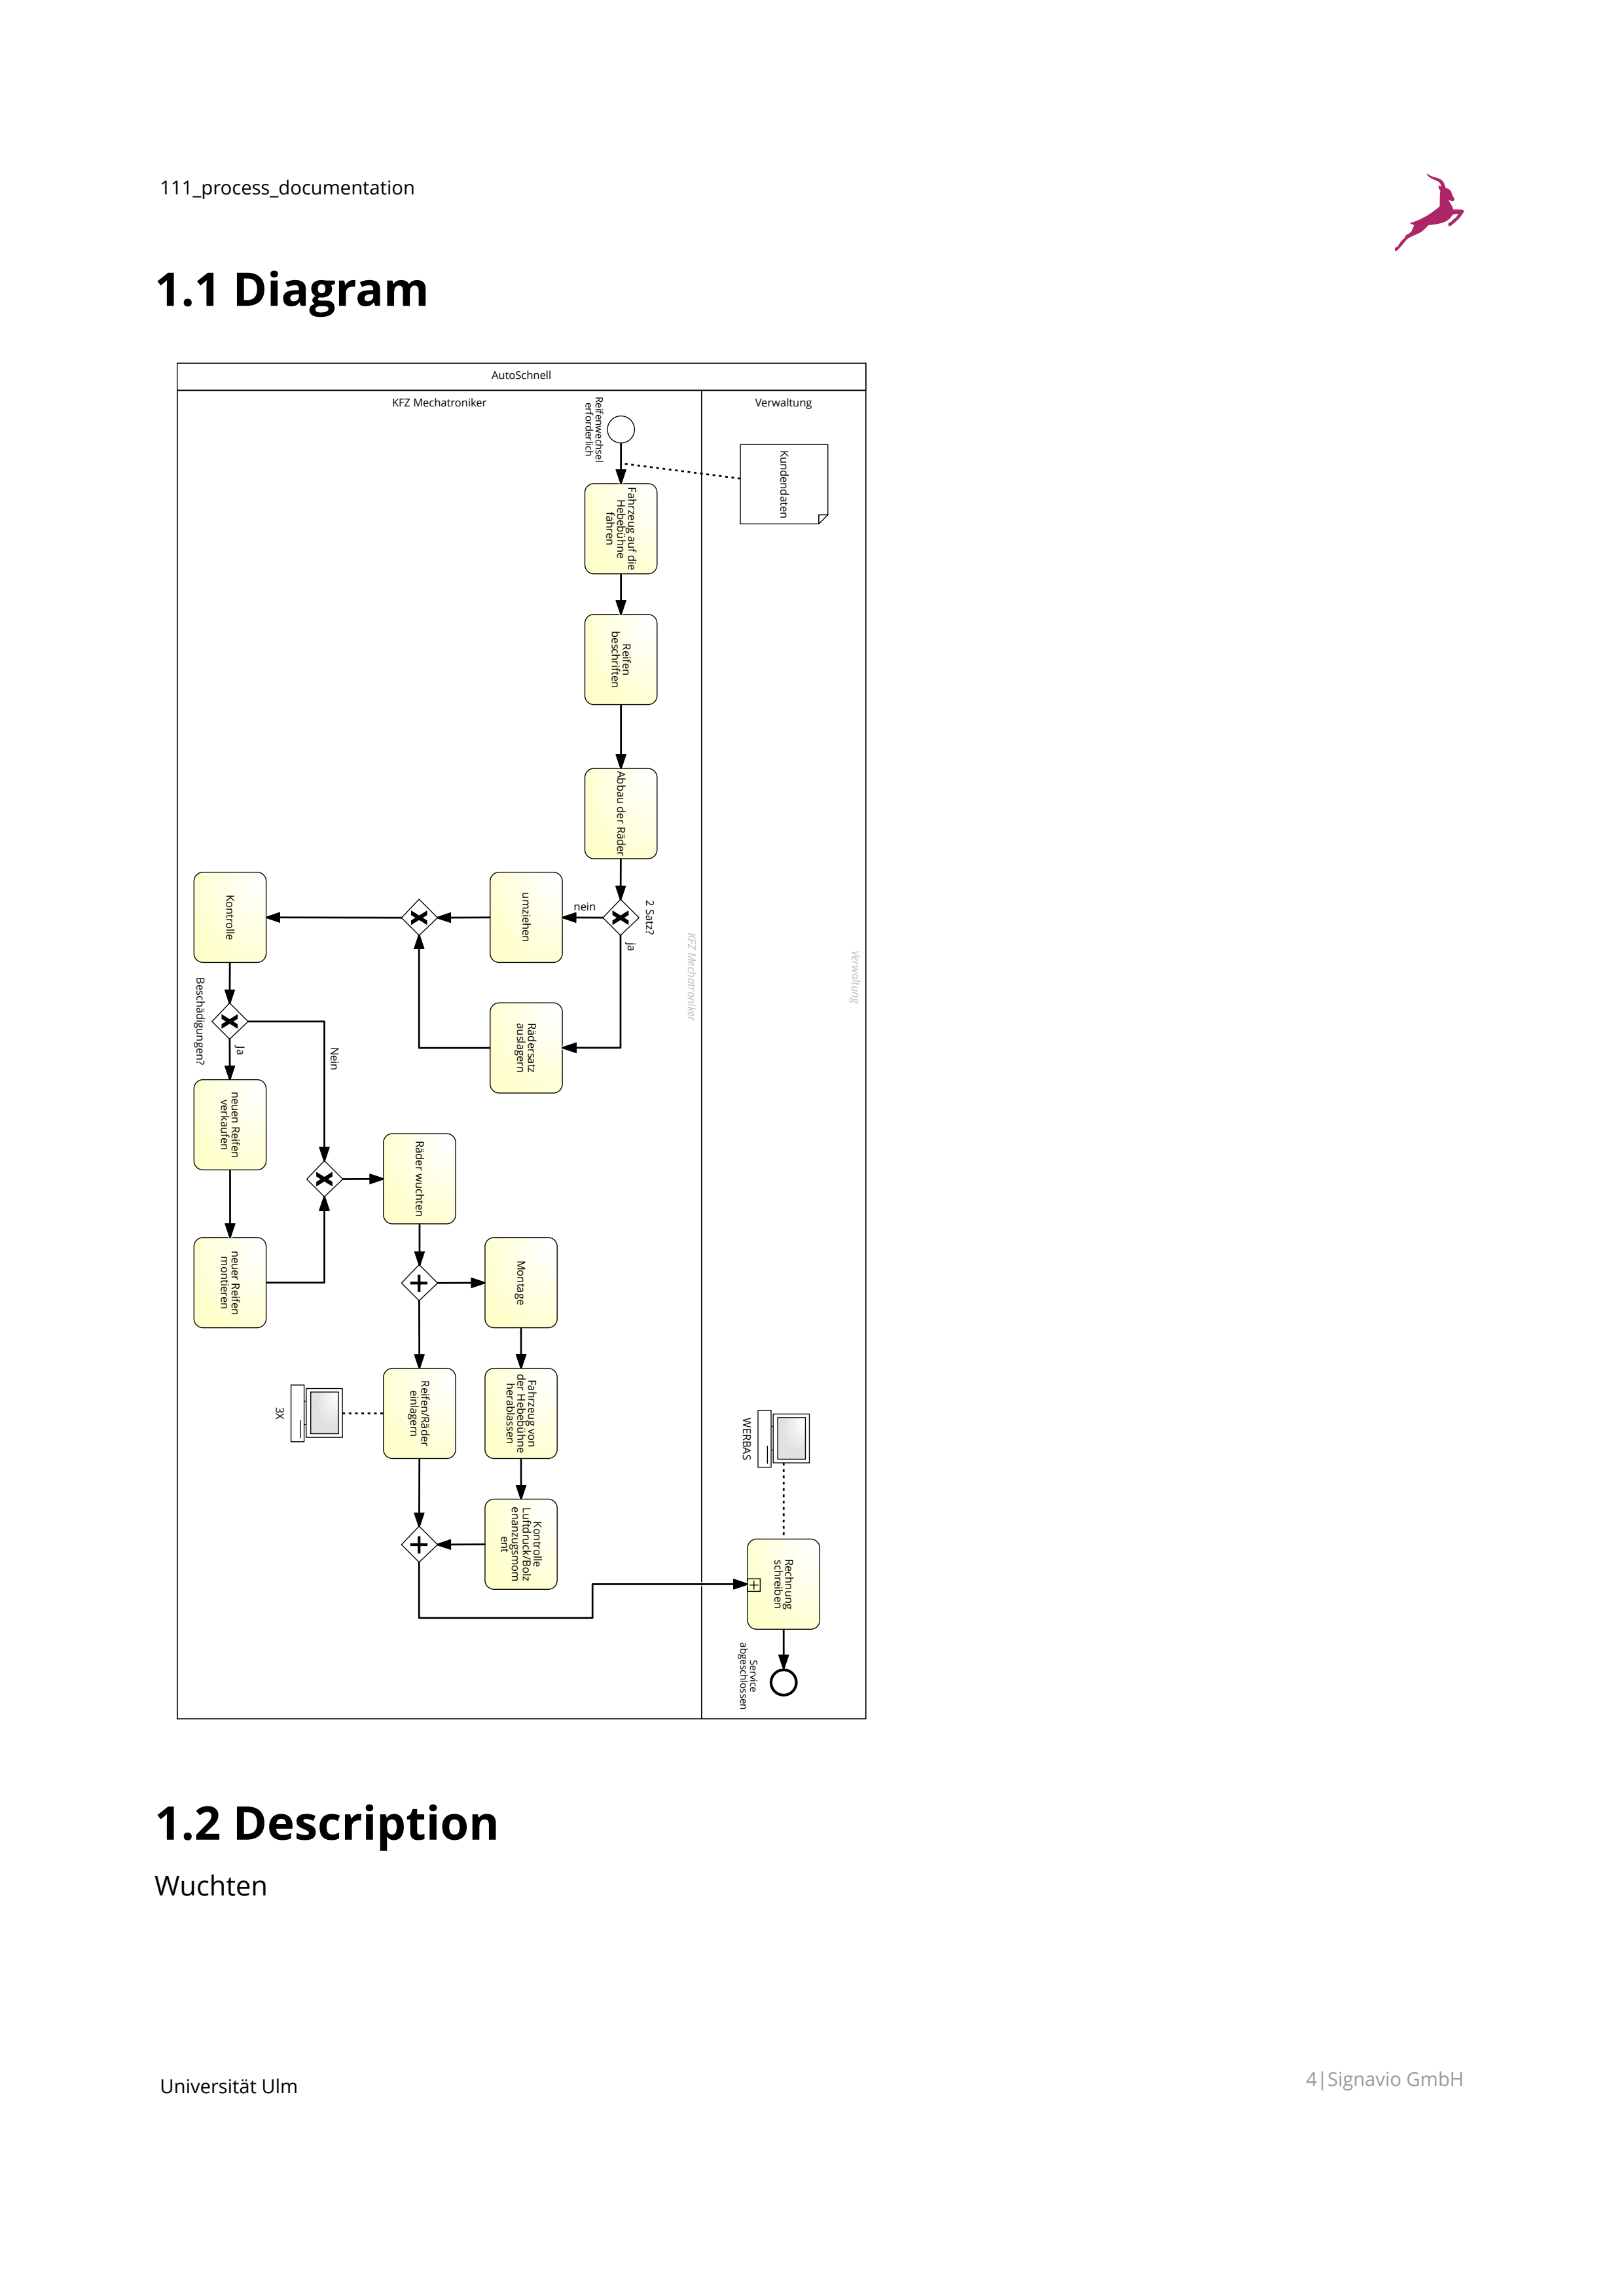 111_process_documentation
1.1 Diagram
AutoSchnell
KFZ Mechatroniker
Verwaltung
Reifenwechsel
erforderlich
Kundendaten
Fahrzeug auf die
Hebebühne
fahren
Reifen
beschriften
Abbau der Räder
2 Satz?
nein
ja
umziehen
Kontrolle
KFZ Mechatroniker
Verwaltung
Rädersatz
auslagern
Beschädigungen?
Ja
Nein
neuen Reifen
verkaufen
Räder wuchten
neuer Reifen
montieren
Montage
Reifen/Räder
einlagern
3X
Fahrzeug von
der Hebebühne
herablassen
WERBAS
Kontrolle
Luftdruck/Bolz
enanzugsmom
ent
Rechnung
schreiben
Service
abgeschlossen
1.2 Description
Wuchten
Universität Ulm
4|Signavio GmbH